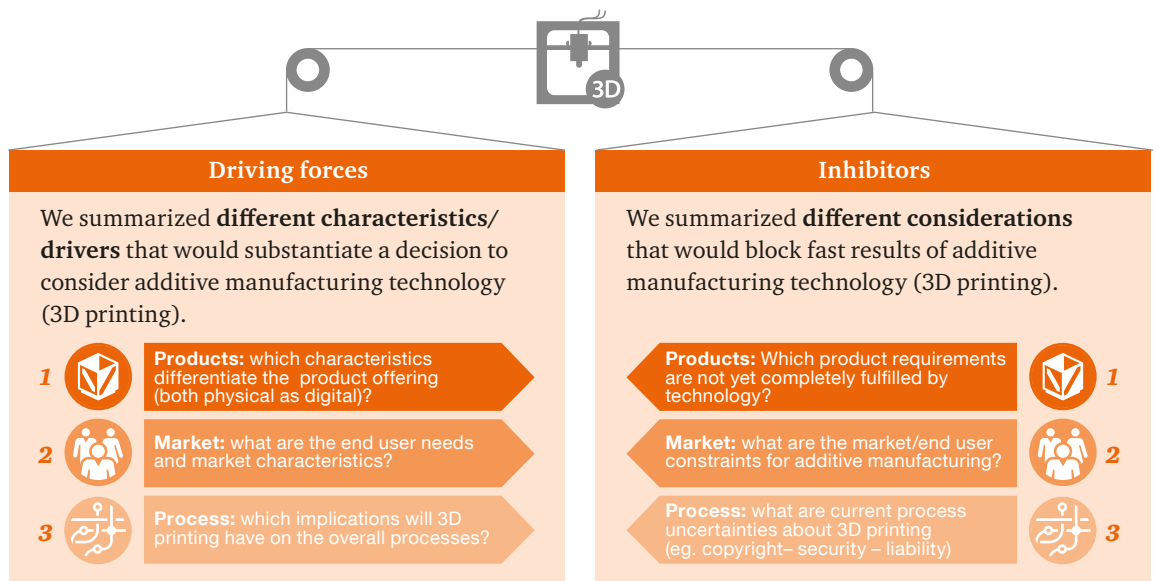 3D
Driving forces
We summarized different characteristics/
drivers that would substantiate a decision to
consider additive manufacturing technology
(3D printing).
1
Products: which characteristics
differentiate the product offering
(both physical as digital)?
2
Market: what are the end user needs
and market characteristics?
3
Process: which implications will 3D
printing have on the overall processes?
Inhibitors
We summarized different considerations
that would block fast results of additive
manufacturing technology (3D printing).
Products: Which product requirements
are not yet completely fulfilled by
technology?
1
Market: what are the market/end user
constraints for additive manufacturing?
2
Process: what are current process
uncertainties about 3D printing
(eg. copyright– security – liability)
3